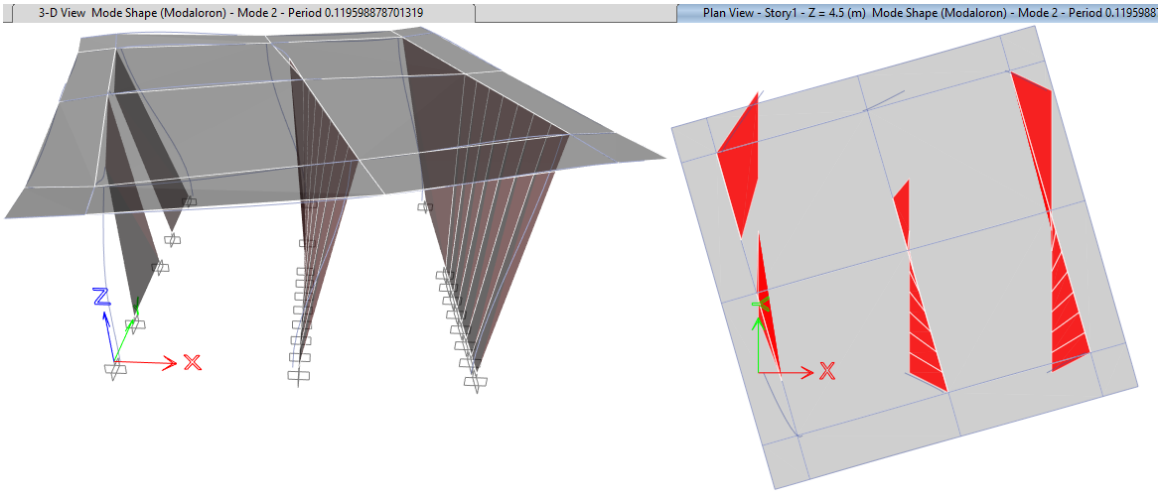 3-D View Mode Shape (Modaloron) - Mode 2 - Period 0.119598878701319
Plan View - Story1 - Z = 4.5 (m) Mode Shape (Modaloron) - Mode 2 - Period 0.1195988
Z
X
X